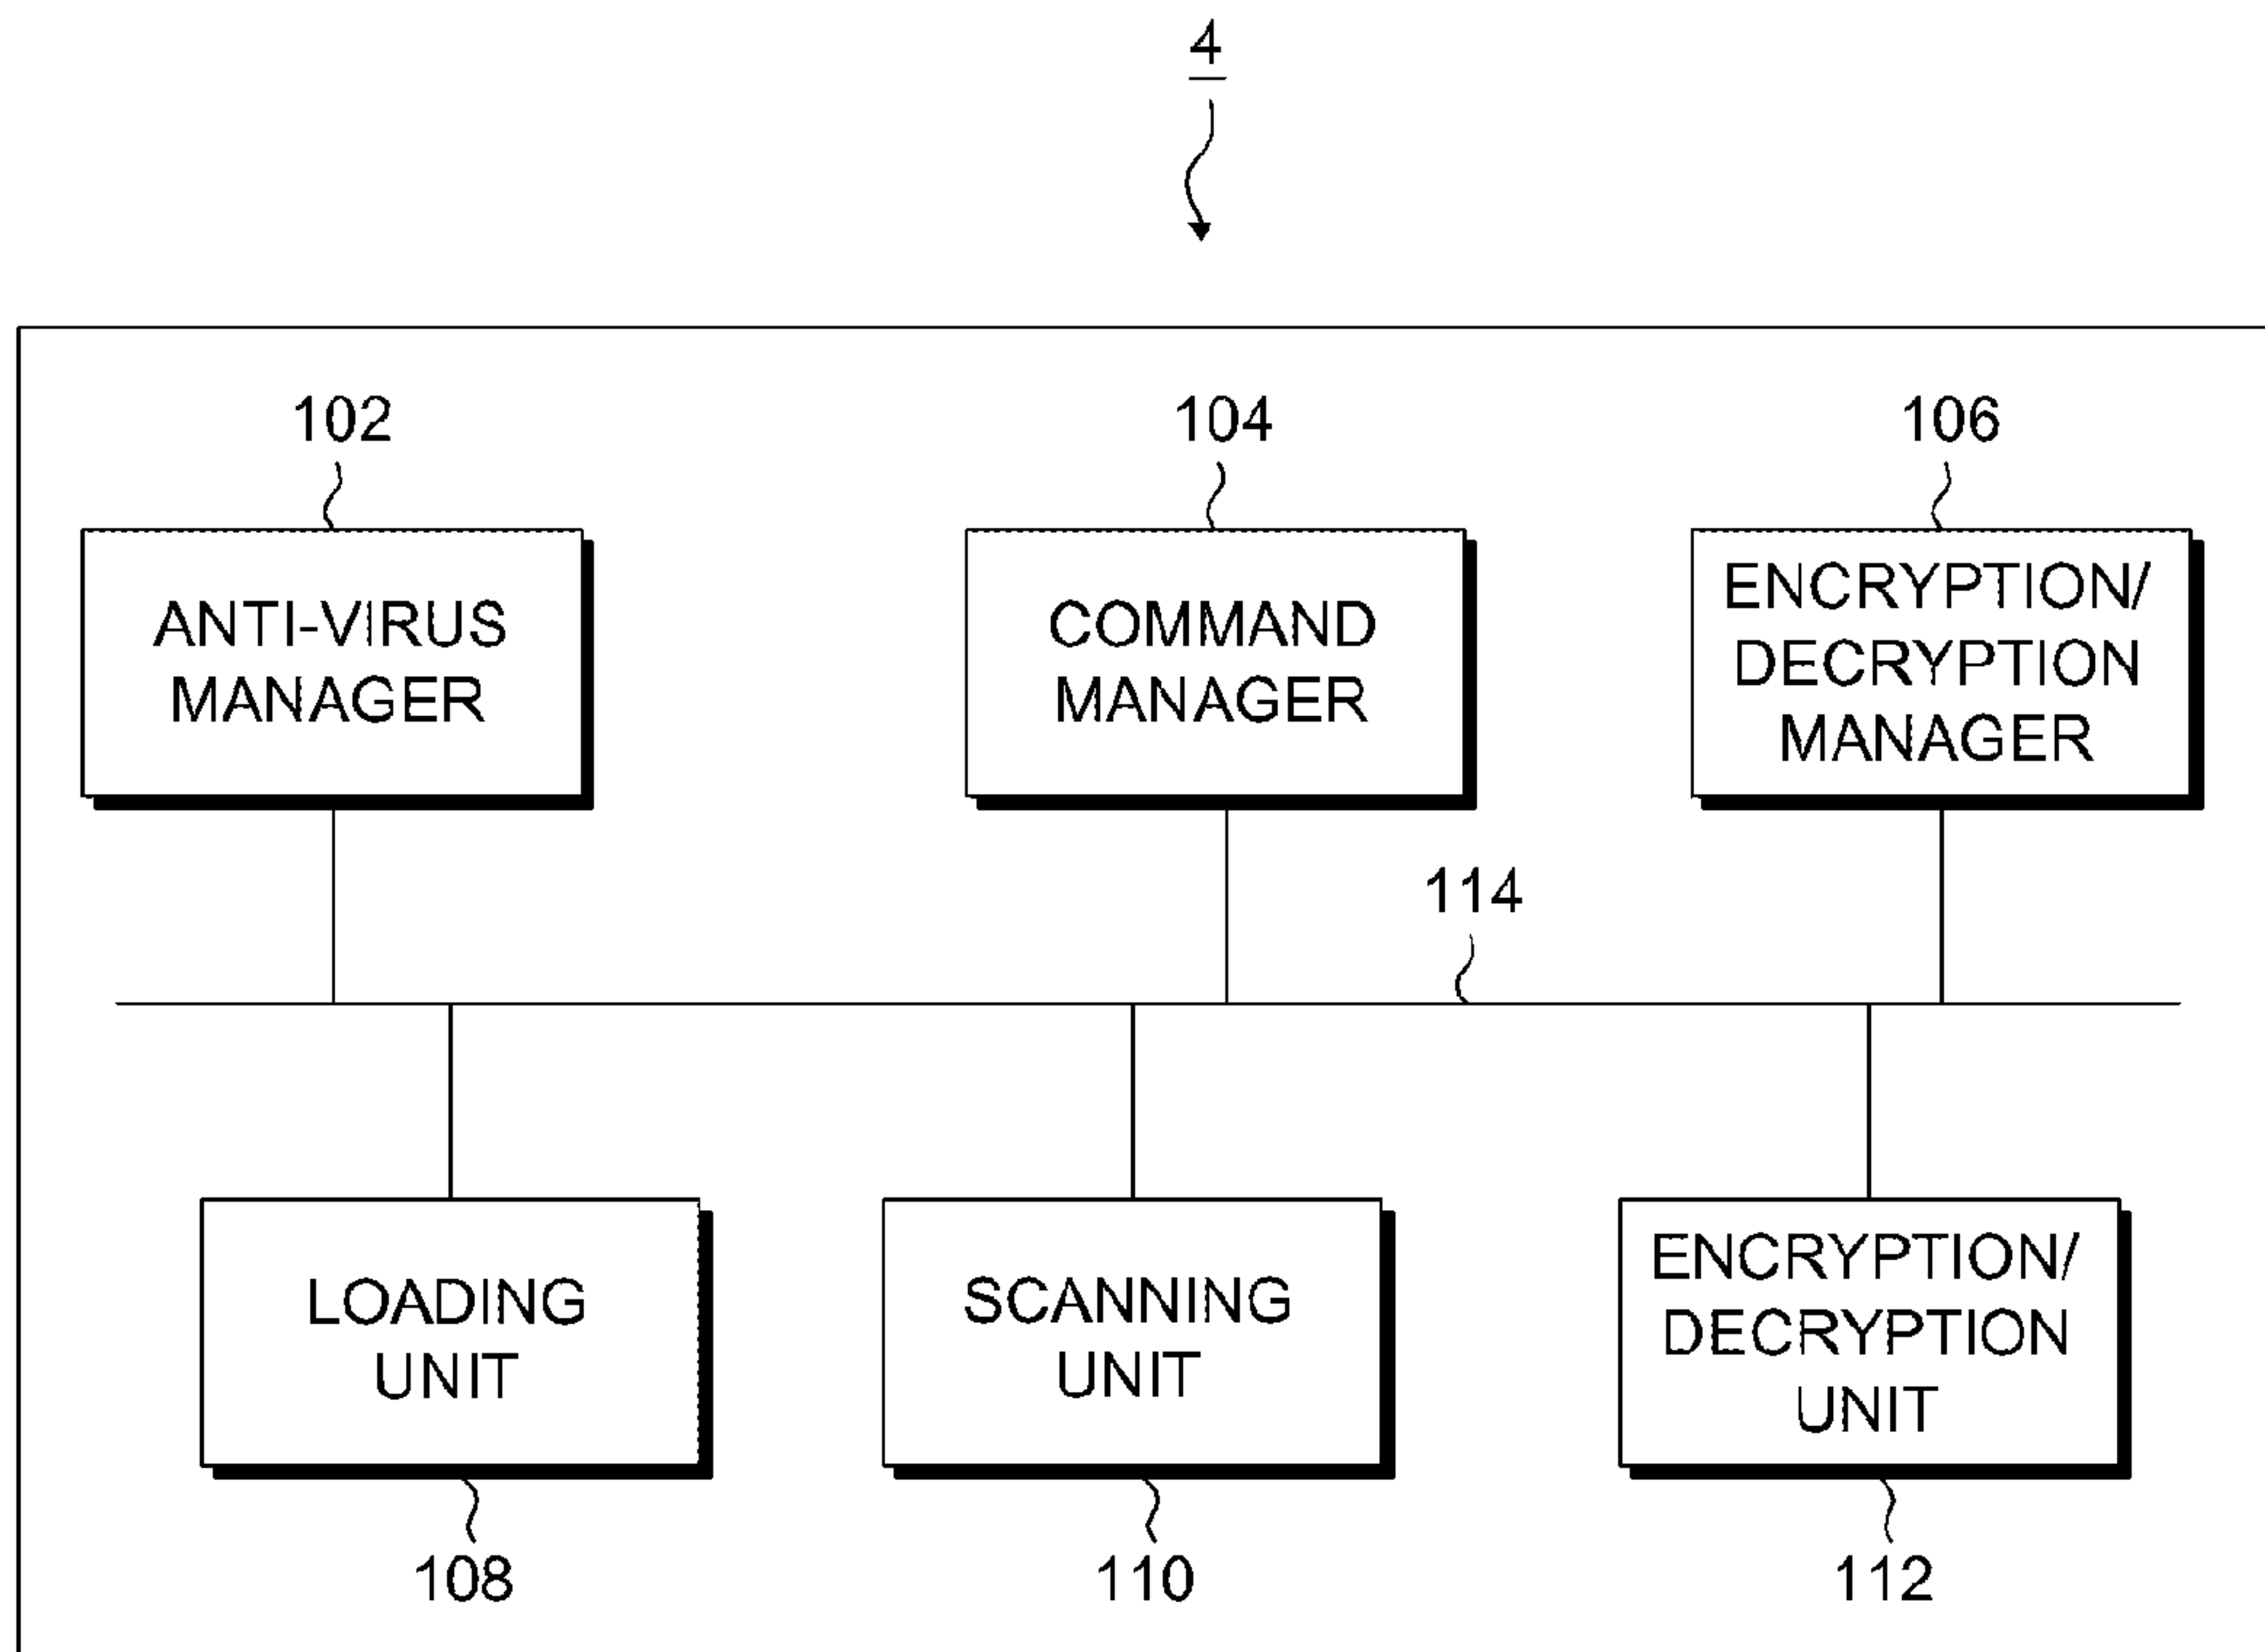 4
102
104
106
ANTI-VIRUS
MANAGER
COMMAND
MANAGER
ENCRYPTION/
DECRYPTION
MANAGER
114
LOADING
UNIT
SCANNING
UNIT
ENCRYPTION/
DECRYPTION
UNIT
108
110
112